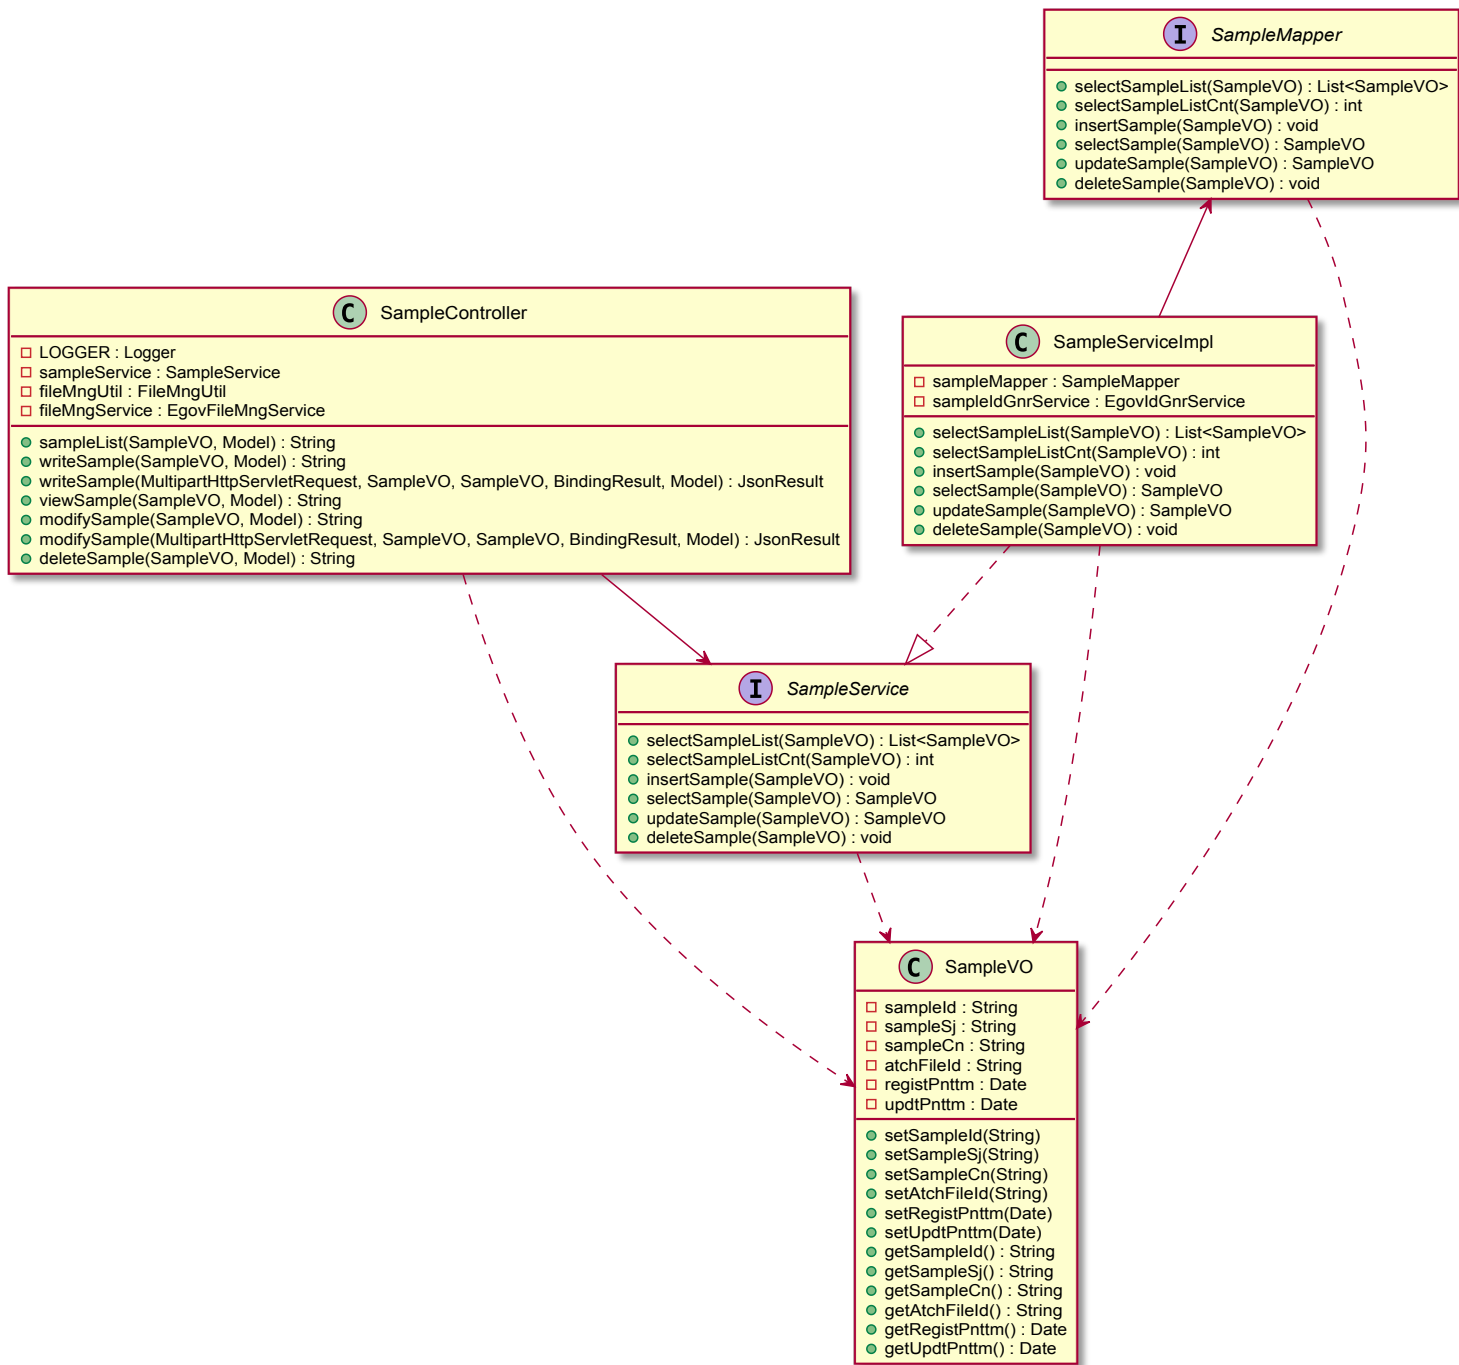 I SampleMapper
selectSampleList(SampleVO) : List<SampleVO>
selectSampleListCnt(SampleVO) : int
insertSample(SampleVO) : void
selectSample(SampleVO) : SampleVO
updateSample(SampleVO) : SampleVO
deleteSample(SampleVO) : void
C SampleController
LOGGER : Logger
sampleService : SampleService
fileMngUtil : FileMngUtil
fileMngService : EgovFileMngService
sampleList(SampleVO, Model) : String
writeSample(SampleVO, Model) : String
writeSample(MultipartHttpServletRequest, SampleVO, SampleVO, BindingResult, Model) : JsonResult
viewSample(SampleVO, Model) : String
modifySample(SampleVO, Model) : String
modifySample(MultipartHttpServletRequest, SampleVO, SampleVO, BindingResult, Model) : JsonResult
deleteSample(SampleVO, Model) : String
C SampleServiceImpl
sampleMapper : SampleMapper
sampleIdGnrService : EgovIdGnrService
selectSampleList(SampleVO) : List<SampleVO>
selectSampleListCnt(SampleVO) : int
insertSample(SampleVO) : void
selectSample(SampleVO) : SampleVO
updateSample(SampleVO) : SampleVO
deleteSample(SampleVO) : void
I SampleService
selectSampleList(SampleVO) : List<SampleVO>
selectSampleListCnt(SampleVO) : int
insertSample(SampleVO) : void
selectSample(SampleVO) : SampleVO
updateSample(SampleVO) : SampleVO
deleteSample(SampleVO) : void
C SampleVO
sampleId : String
sampleSj : String
sampleCn : String
atchFileId : String
registPnttm : Date
updtPnttm : Date
setSampleId(String)
setSampleSj(String)
setSampleCn(String)
setAtchFileId(String)
setRegistPnttm(Date)
setUpdtPnttm(Date)
getSampleId() : String
getSampleSj() : String
getSampleCn() : String
getAtchFileId() : String
getRegistPnttm() : Date
getUpdtPnttm() : Date